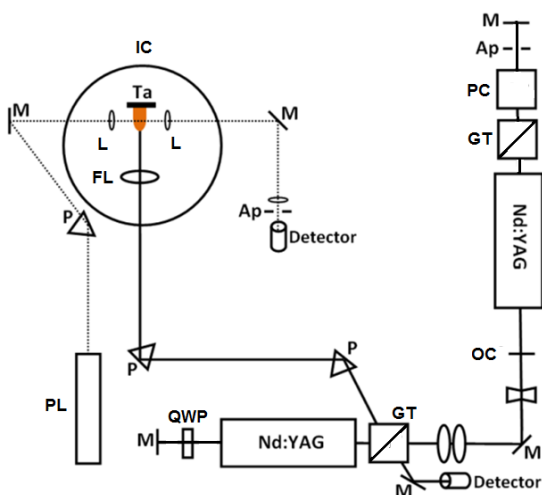 IC
M
Ap
Ta
PC
M
M
L
L
GT
FL
Ap
P
Detector
Nd:YAG
OC
P
P
PL
QWP
GT
M
Nd:YAG
M
M
Detector